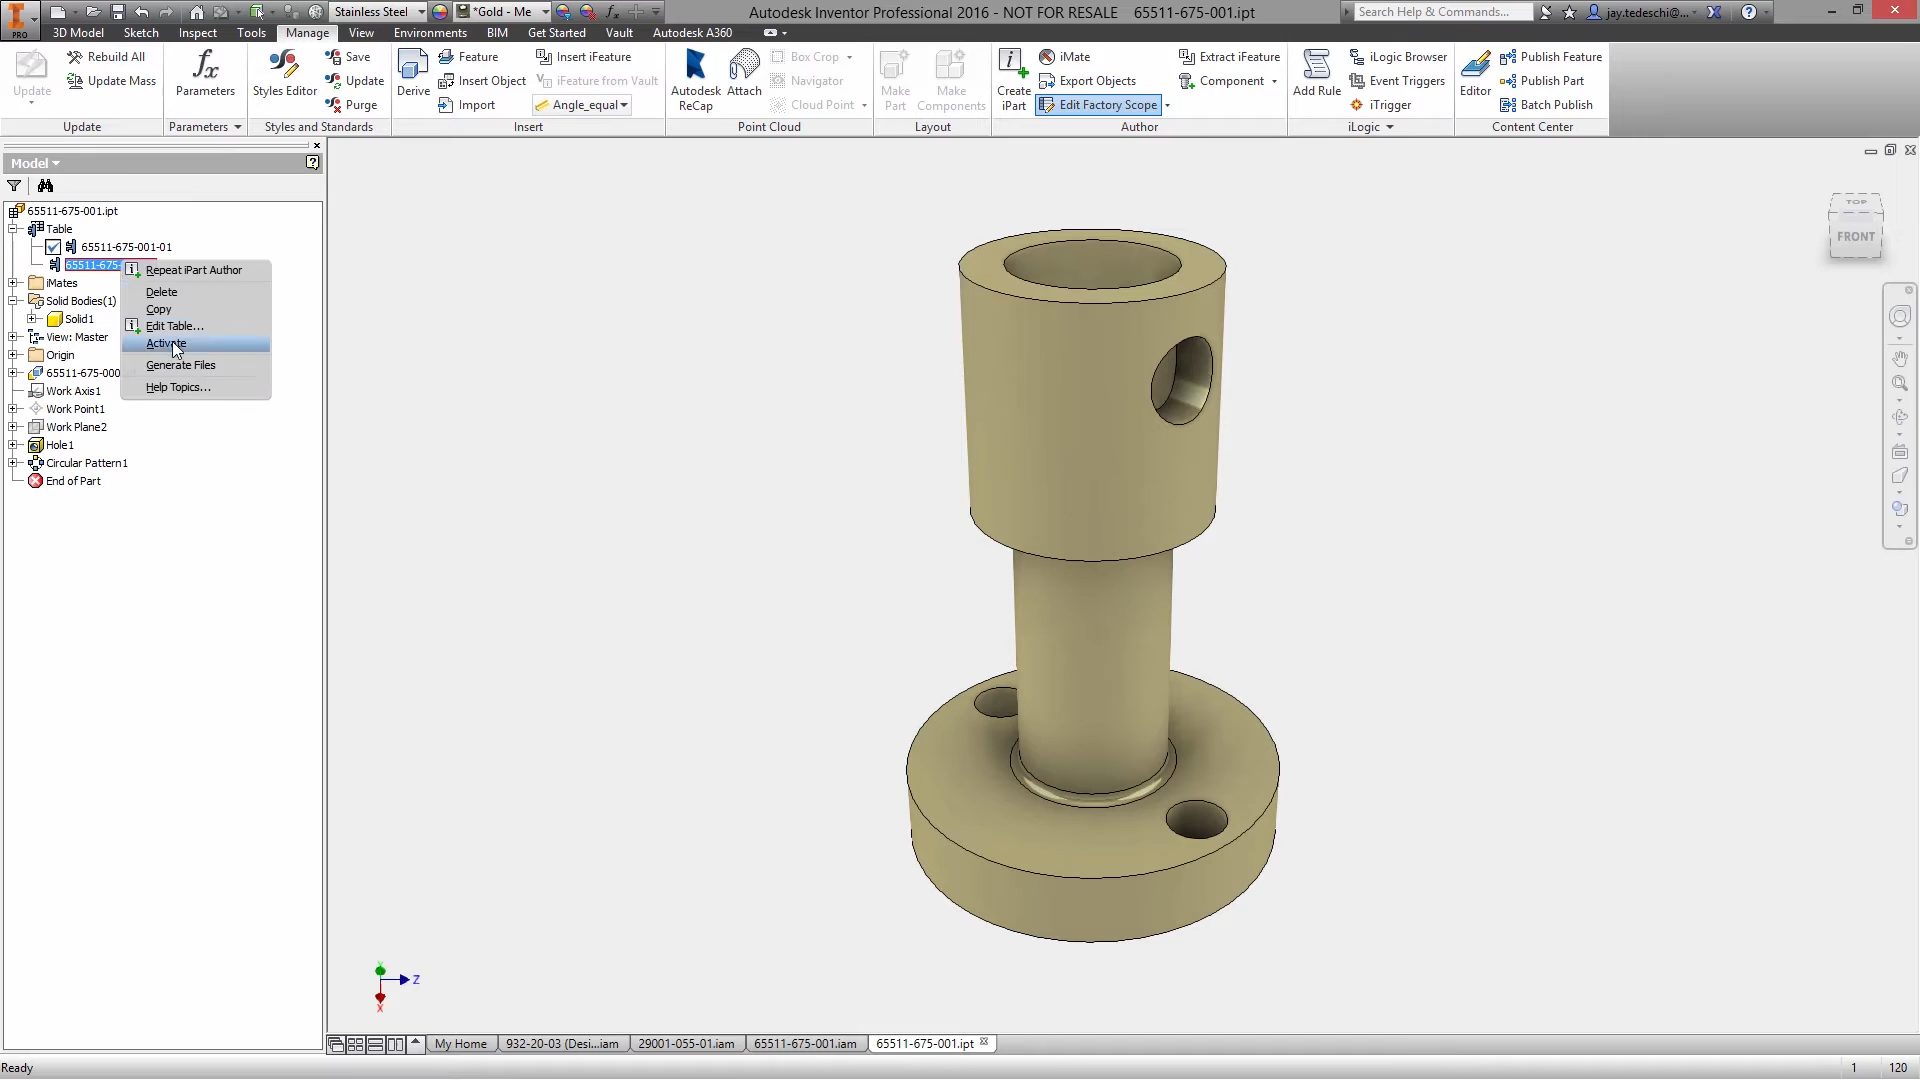 PRO
Stainless Steel
*Gold - Me
fx
Autodesk Inventor Professional 2016 - NOT FOR RESALE 65511-675-001.ipt
Search Help & Commands...
jay.tedeschi@...
3D Model
Sketch
Inspect
Tools
Manage
View
Environments
BIM
Get Started
Vault
Autodesk A360
Update
Rebuild All
Update Mass
Update
fx
Parameters
Parameters
Styles Editor
Save
Update
Purge
Styles and Standards
Derive
Feature
Insert Object
Import
Insert iFeature
iFeature from Vault
Angle_equal
Insert
Autodesk
ReCap
Attach
Box Crop
Navigator
Cloud Point
Point Cloud
Make
Part
Make
Components
Layout
Create
iPart
iMate
Export Objects
Edit Factory Scope
Extract iFeature
Component
Author
Add Rule
iLogic Browser
Event Triggers
iTrigger
iLogic
Editor
Publish Feature
Publish Part
Batch Publish
Content Center
Model
65511-675-001.ipt
Table
65511-675-001-01
65511-675-
iMates
Solid Bodies(1)
Solid1
View: Master
Origin
65511-675-000
Work Axis1
Work Point1
Work Plane2
Hole1
Circular Pattern1
End of Part
Repeat iPart Author
Delete
Copy
Edit Table...
Activate
Generate Files
Help Topics...
TOP
FRONT
Y
Z
X
My Home
932-20-03 (Desi...iam
29001-055-01.iam
65511-675-001.iam
65511-675-001.ipt
Ready
1
120